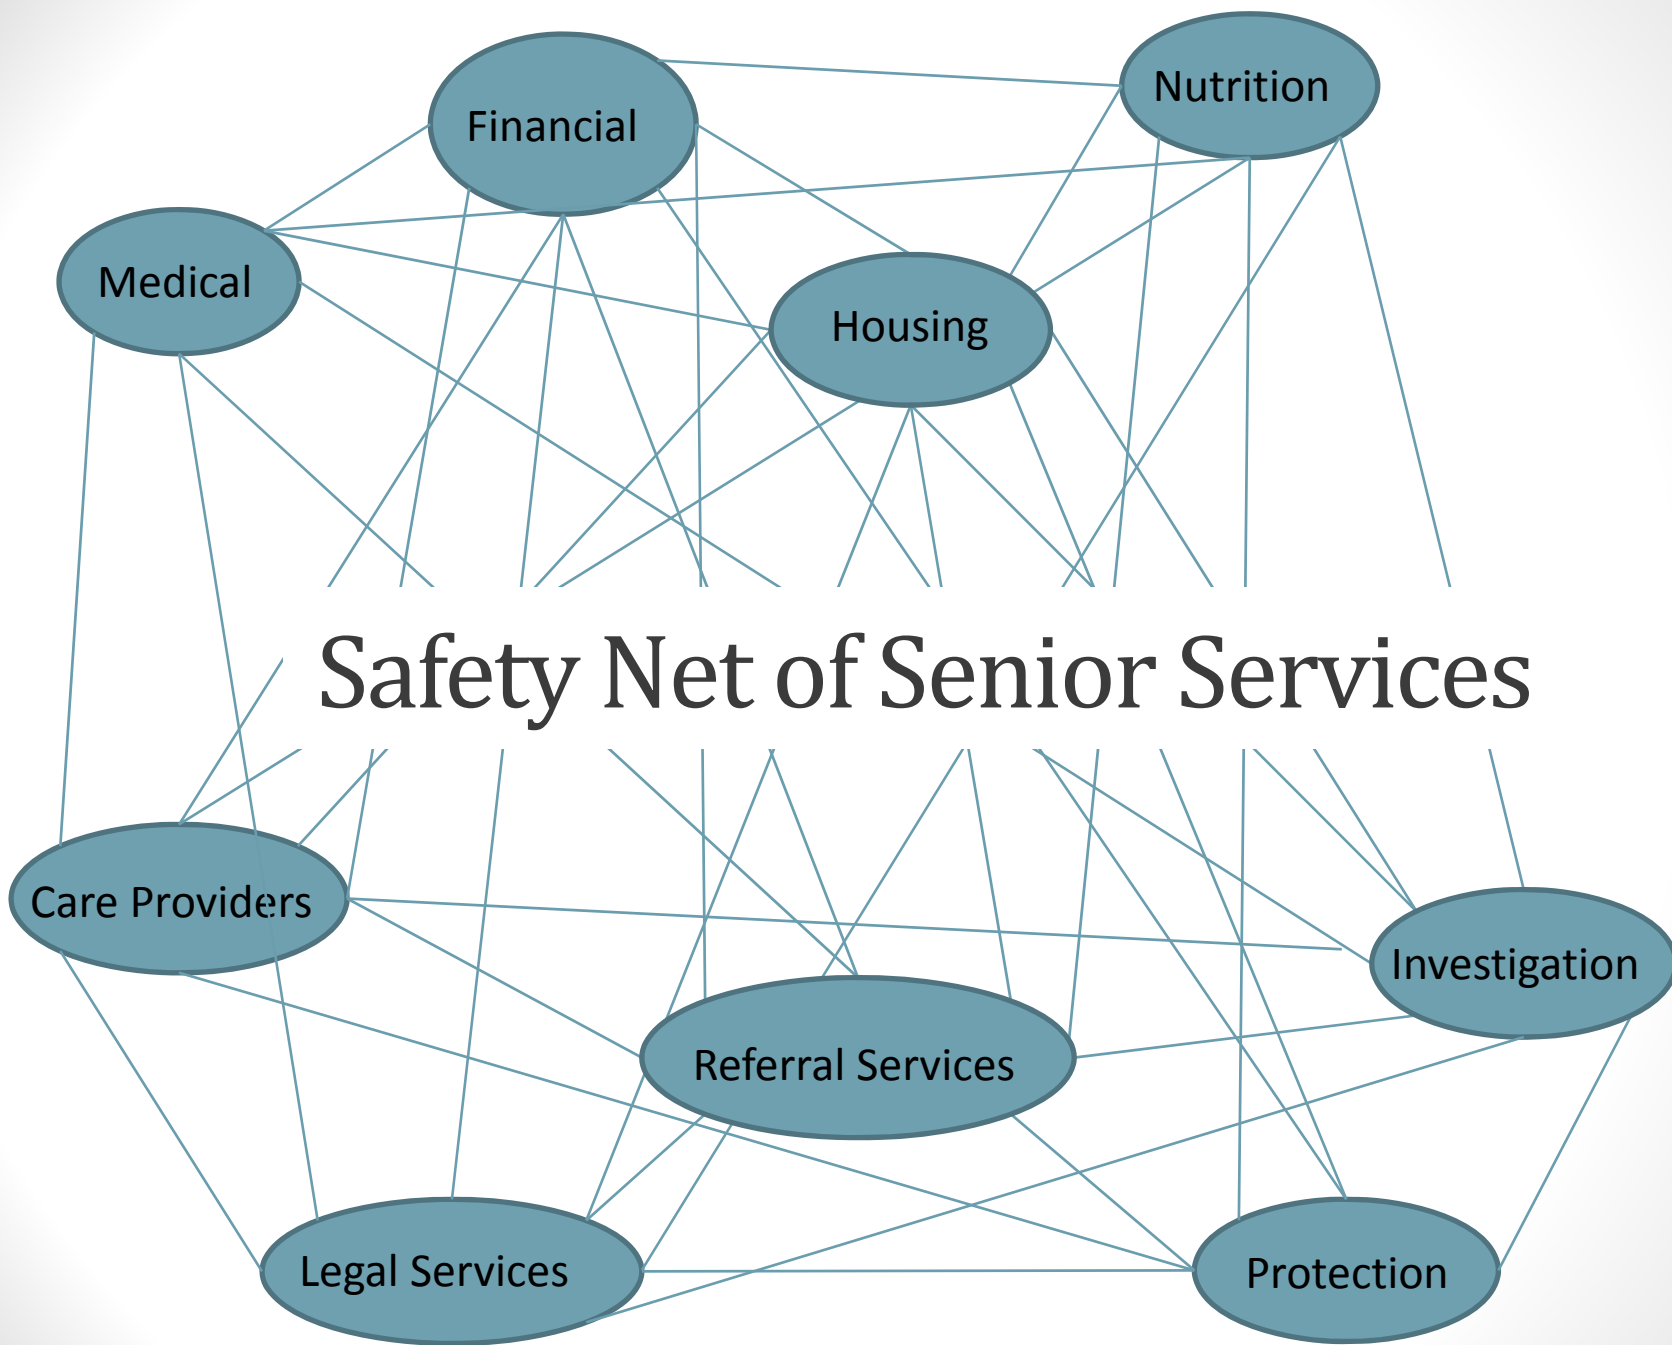 Nutrition
Financial
Medical
Housing
Safety Net of Senior Services
Care Providers
Investigation
Referral Services
Legal Services
Protection